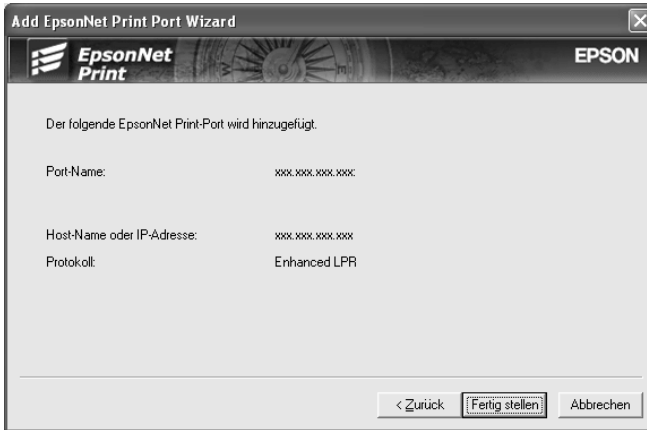 Add EpsonNet Print Port Wizard
EpsonNet
Print
EPSON
Der folgende EpsonNet Print-Port wird hinzugefügt.
Port-Name: xxx.xxx.xxx.xxx:
Host-Name oder IP-Adresse: xxx.xxx.xxx.xxx
Protokoll: Enhanced LPR
< Zurück Fertig stellen Abbrechen